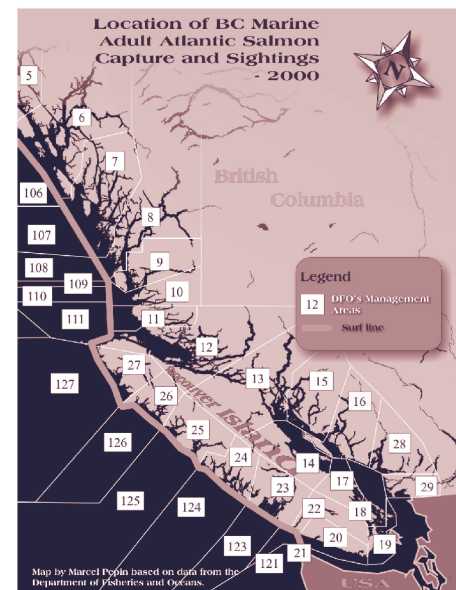 Location of BC Marine
Adult Atlantic Salmon
Capture and Sightings
- 2000
N
5
6
7
British
Columbia
106
8
107
9
108
109
10
110
111
11
Legend
12 DFO's Management
Areas
Surf line
12
27
13
15
127
26
16
Vancouver Island
25
126
28
24
14
17
29
23
125
124
22
18
20
123
19
21
121
Map by Marcel Pepin based on data from the
Department of Fisheries and Oceans.
USA